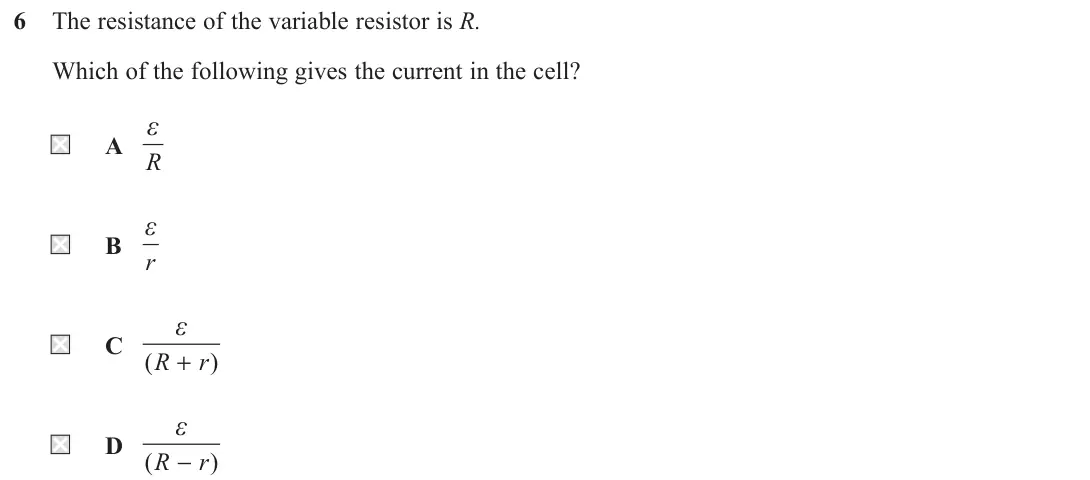 6 The resistance of the variable resistor is R.
Which of the following gives the current in the cell?
A ε/R
B ε/r
C ε/(R + r)
D ε/(R − r)